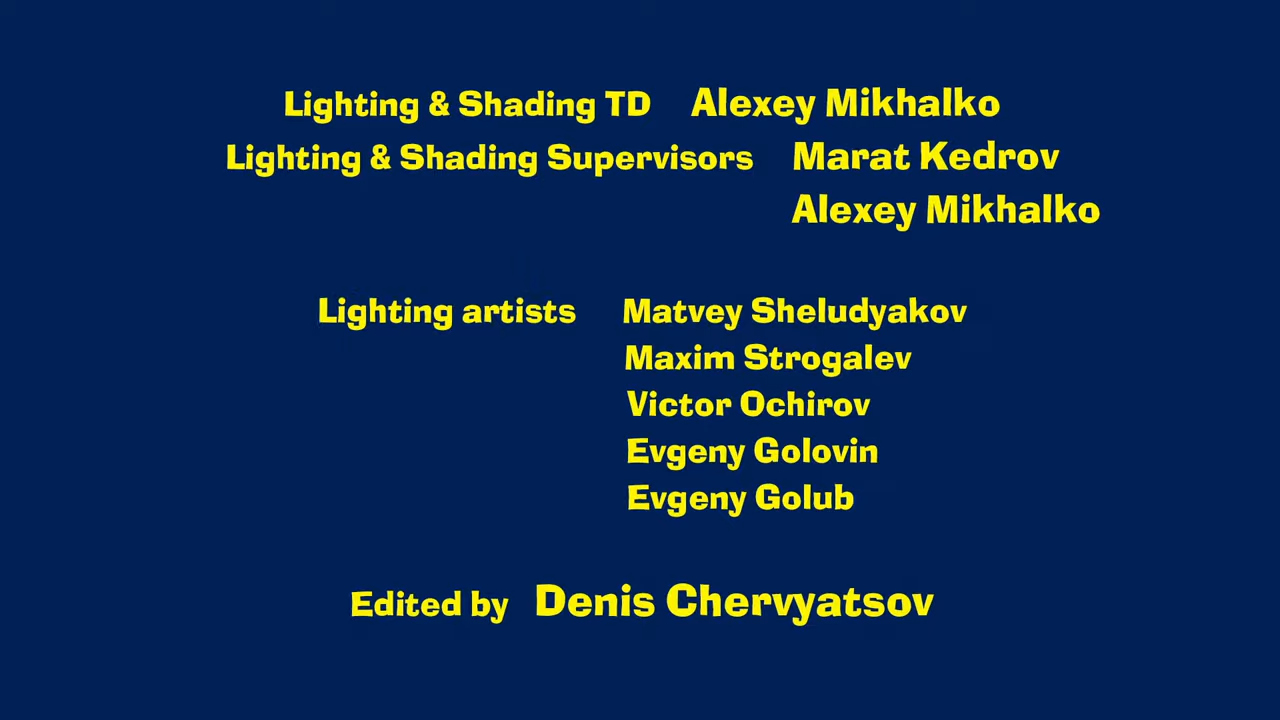 Lighting & Shading TD Alexey Mikhalko
Lighting & Shading Supervisors Marat Kedrov
Alexey Mikhalko
Lighting artists Matvey Sheludyakov
Maxim Strogalev
Victor Ochirov
Evgeny Golovin
Evgeny Golub
Edited by Denis Chervyatsov